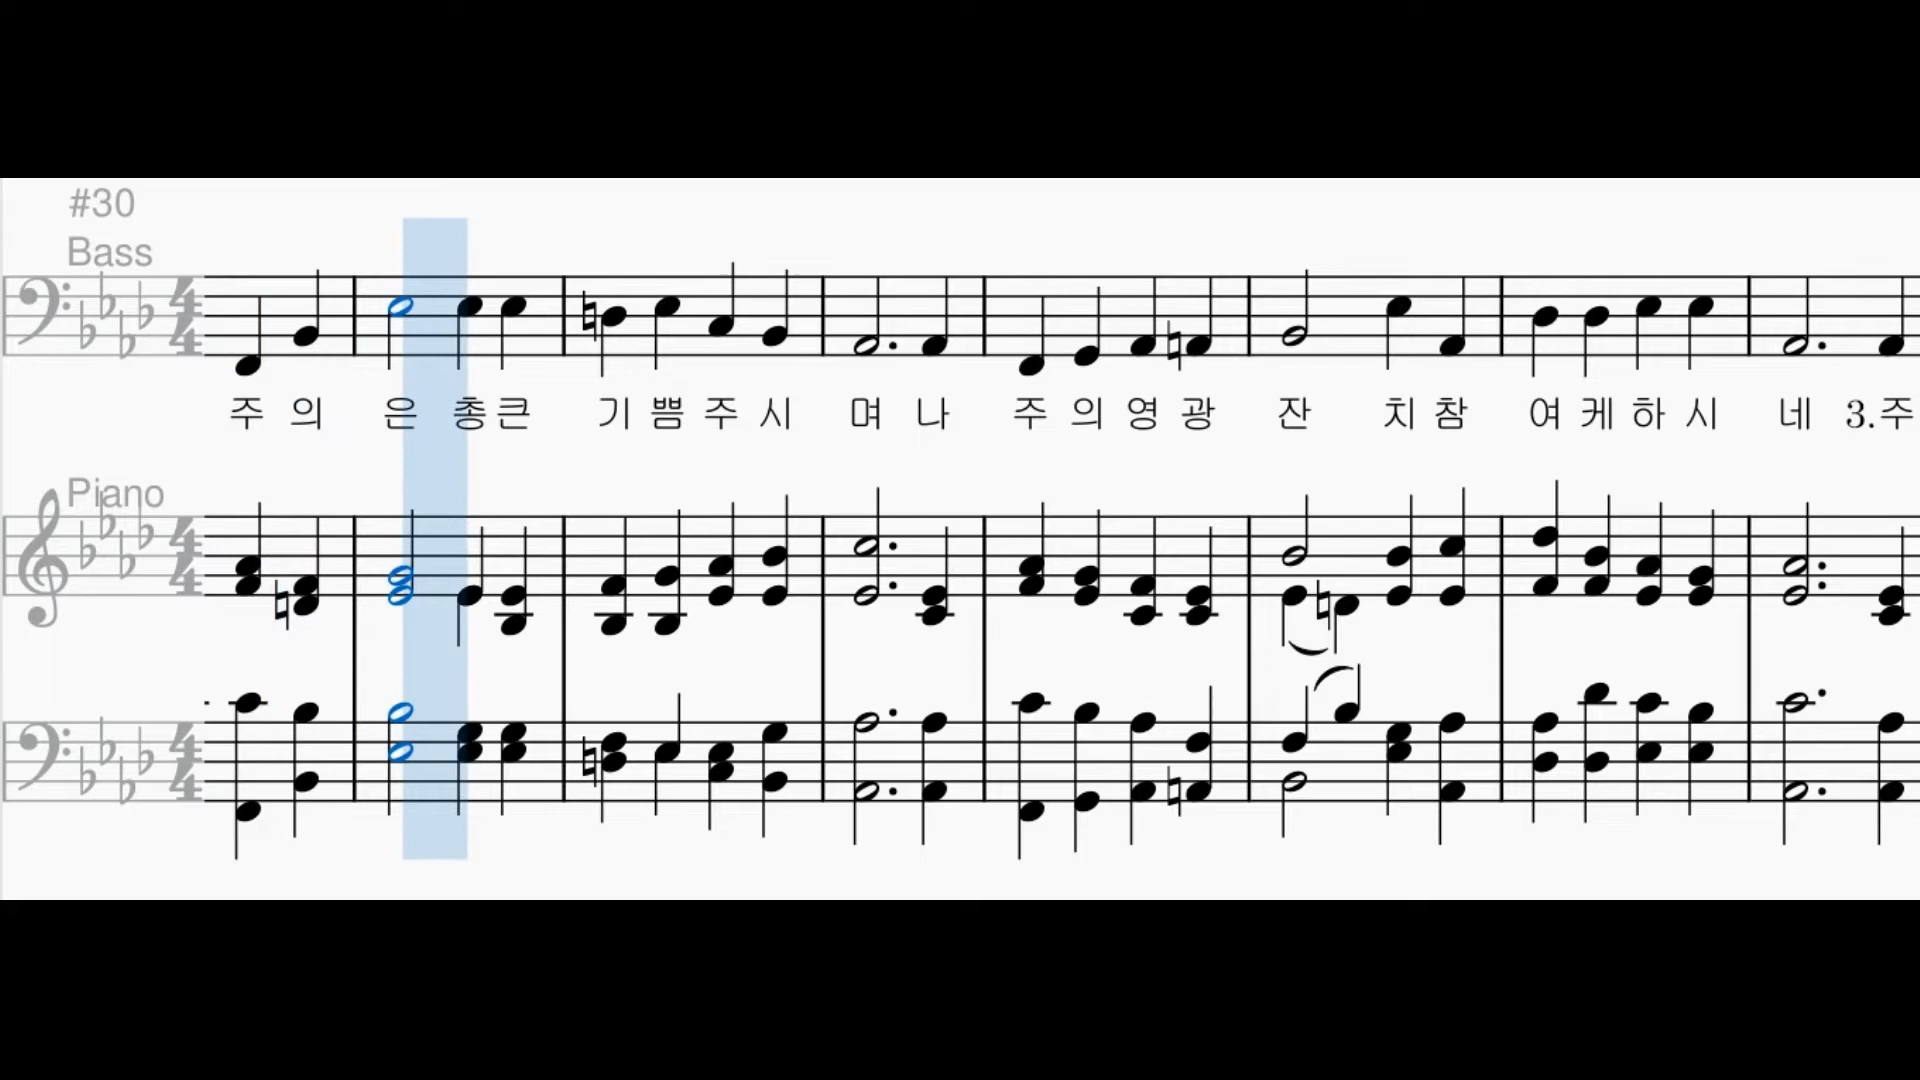 #30
Bass
주 의 은 총 큰 기 쁨 주 시 며 나 주 의 영 광 잔 치 참 여 케 하 시 네 3.주
Piano